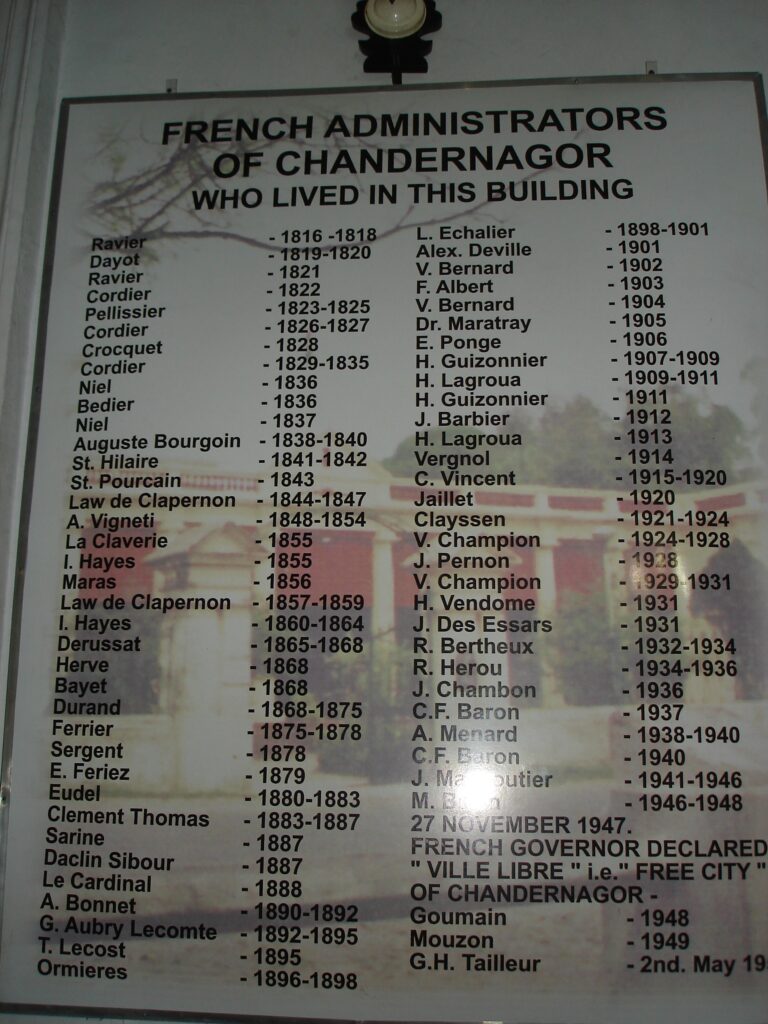 FRENCH ADMINISTRATORS
OF CHANDERNAGOR
WHO LIVED IN THIS BUILDING
Ravier - 1816 -1818
Dayot - 1819-1820
Ravier - 1821
Cordier - 1822
Pellissier - 1823-1825
Cordier - 1826-1827
Crocquet - 1828
Cordier - 1829-1835
Niel - 1836
Bedier - 1836
Niel - 1837
Auguste Bourgoin - 1838-1840
St. Hilaire - 1841-1842
St. Pourcain - 1843
Law de Clapernon - 1844-1847
A. Vigneti - 1848-1854
La Claverie - 1855
I. Hayes - 1855
Maras - 1856
Law de Clapernon - 1857-1859
I. Hayes - 1860-1864
Derussat - 1865-1868
Herve - 1868
Bayet - 1868
Durand - 1868-1875
Ferrier - 1875-1878
Sergent - 1878
E. Feriez - 1879
Eudel - 1880-1883
Clement Thomas - 1883-1887
Sarine - 1887
Daclin Sibour - 1887
Le Cardinal - 1888
A. Bonnet - 1890-1892
G. Aubry Lecomte - 1892-1895
T. Lecost - 1895
Ormieres - 1896-1898
L. Echalier - 1898-1901
Alex. Deville - 1901
V. Bernard - 1902
F. Albert - 1903
V. Bernard - 1904
Dr. Maratray - 1905
E. Ponge - 1906
H. Guizonnier - 1907-1909
H. Lagroua - 1909-1911
H. Guizonnier - 1911
J. Barbier - 1912
H. Lagroua - 1913
Vergnol - 1914
C. Vincent - 1915-1920
Jaillet - 1920
Clayssen - 1921-1924
V. Champion - 1924-1928
J. Pernon - 1928
V. Champion - 1929-1931
H. Vendome - 1931
J. Des Essars - 1931
R. Bertheux - 1932-1934
R. Herou - 1934-1936
J. Chambon - 1936
C.F. Baron - 1937
A. Menard - 1938-1940
C.F. Baron - 1940
J. - 1941-1946
M. - 1946-1948
27 NOVEMBER 1947.
FRENCH GOVERNOR DECLARED
" VILLE LIBRE " i.e." FREE CITY "
OF CHANDERNAGOR -
Goumain - 1948
Mouzon - 1949
G.H. Tailleur - 2nd. May 19